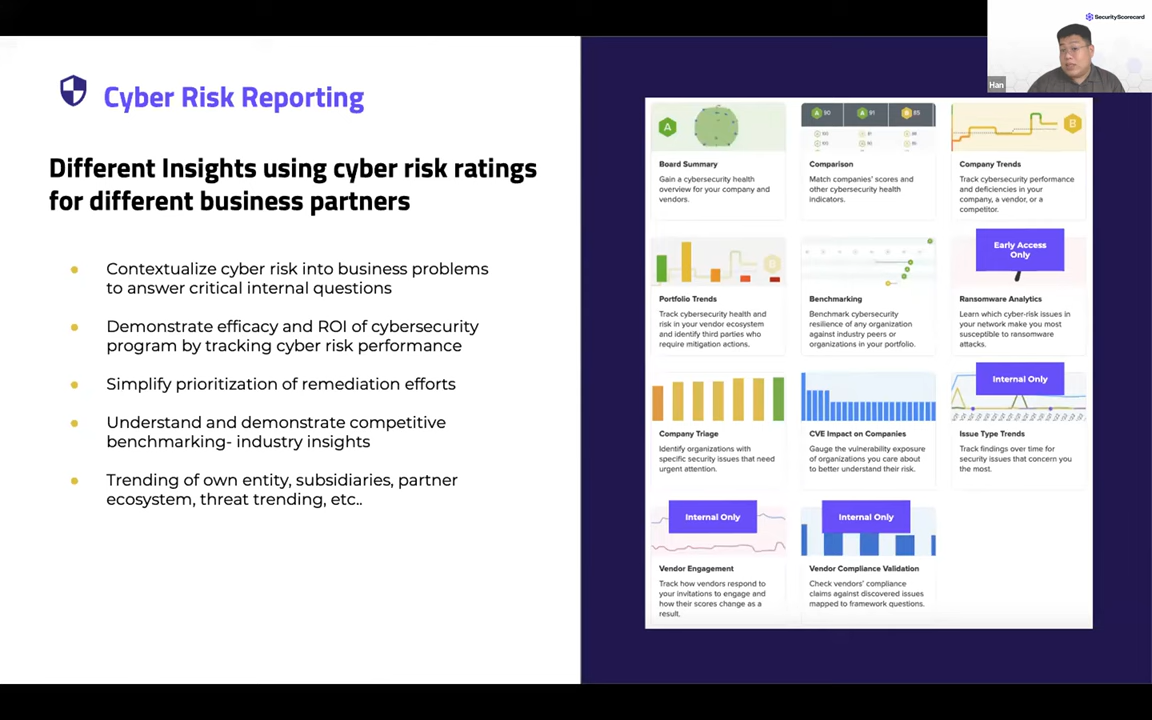 SecurityScorecard
Han
Cyber Risk Reporting
Different Insights using cyber risk ratings
for different business partners
Contextualize cyber risk into business problems
to answer critical internal questions
Demonstrate efficacy and ROI of cybersecurity
program by tracking cyber risk performance
Simplify prioritization of remediation efforts
Understand and demonstrate competitive
benchmarking- industry insights
Trending of own entity, subsidiaries, partner
ecosystem, threat trending, etc..
A
Board Summary
Gain a cybersecurity health
overview for your company and
vendors.
A 90
A 91
B 85
Comparison
Match companies' scores and
other cybersecurity health
indicators.
B
Company Trends
Track cybersecurity performance
and deficiencies in your
company, a vendor, or a
competitor.
B
Portfolio Trends
Track cybersecurity health and
risk in your vendor ecosystem
and identify third parties who
require mitigation actions.
Benchmarking
Benchmark cybersecurity
resilience of any organization
against industry peers or
organizations in your portfolio.
Early Access
Only
Ransomware Analytics
Learn which cyber-risk issues in
your network make you most
susceptible to ransomware
attacks.
Company Triage
Identify organizations with
specific security issues that need
urgent attention.
CVE Impact on Companies
Gauge the vulnerability exposure
of organizations you care about
to better understand their risk.
Internal Only
Issue Type Trends
Track findings over time for
security issues that concern you
the most.
Internal Only
Vendor Engagement
Track how vendors respond to
your invitations to engage and
how their scores change as a
result.
Internal Only
Vendor Compliance Validation
Check vendors' compliance
claims against discovered issues
mapped to framework questions.